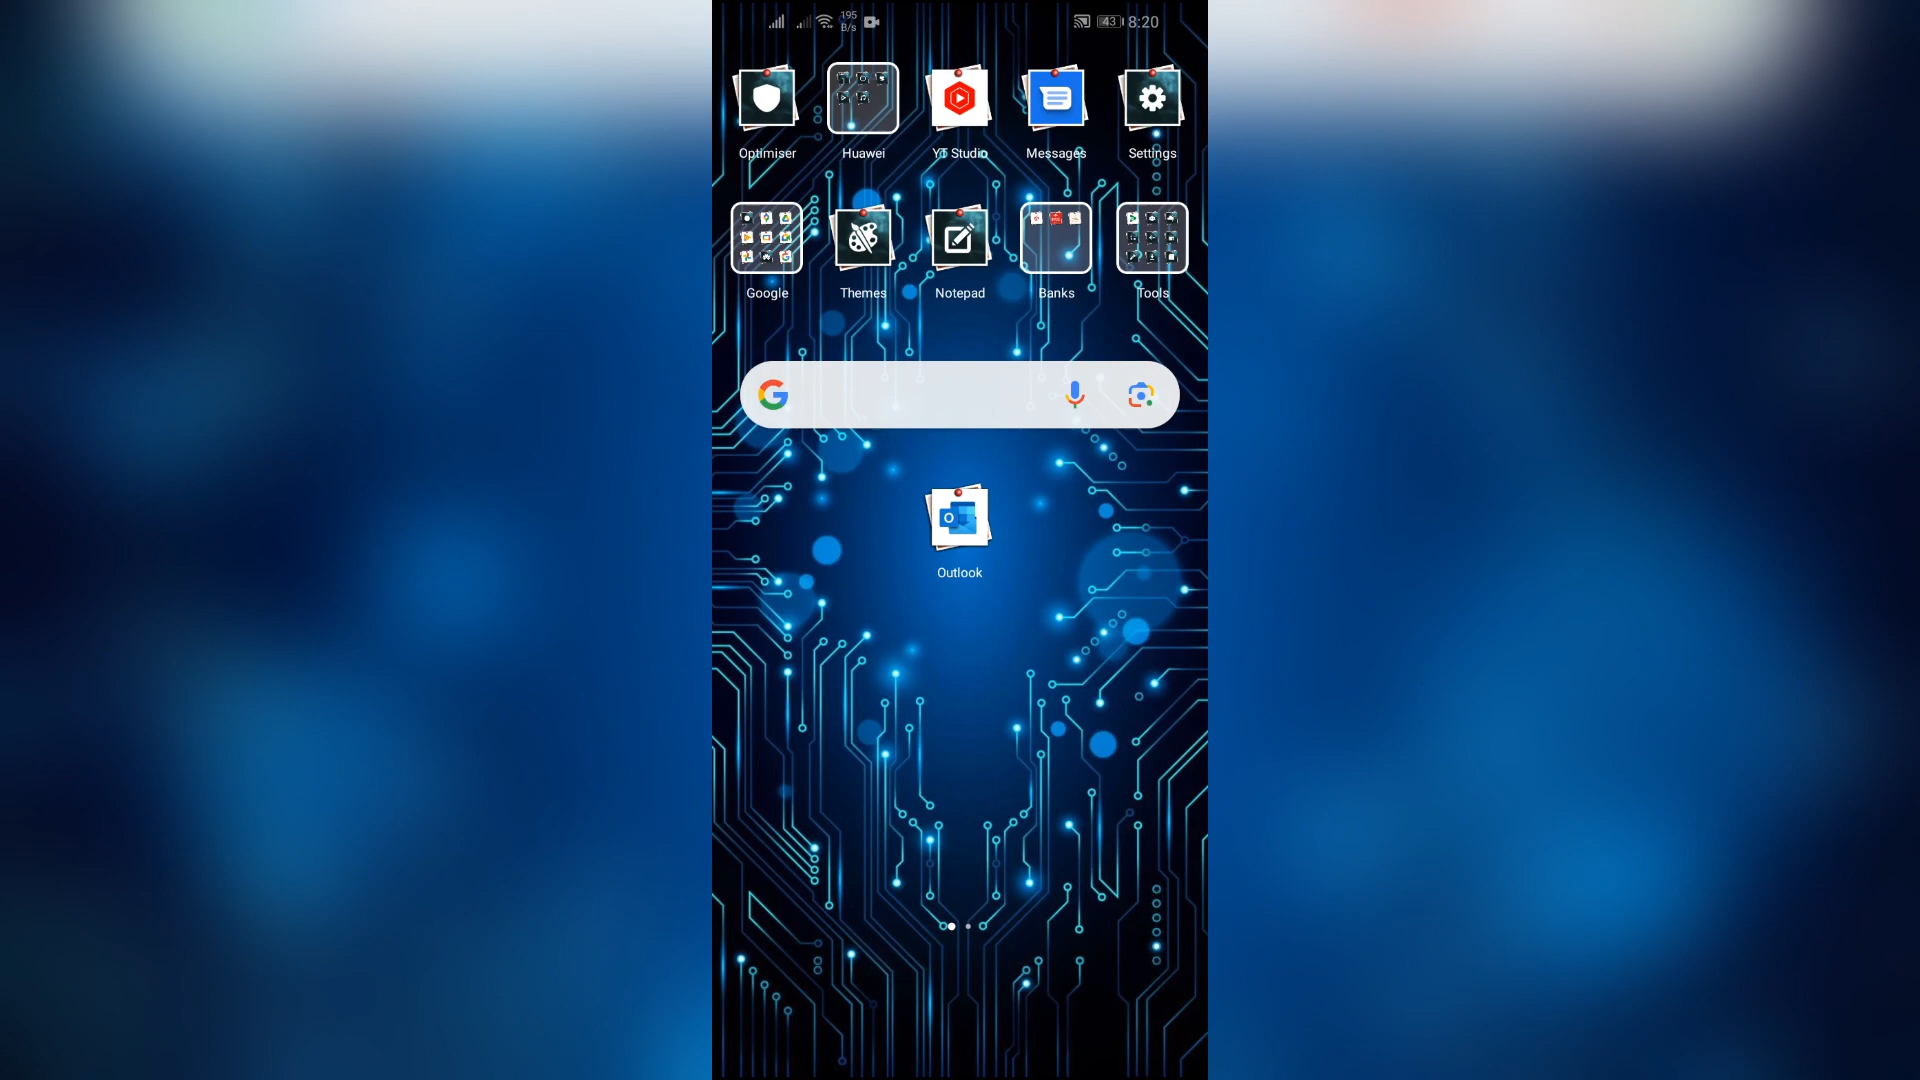 195
B/s
43
8:20
Optimiser
Huawei
YT Studio
Messages
Settings
Google
Themes
Notepad
Banks
Tools
Outlook